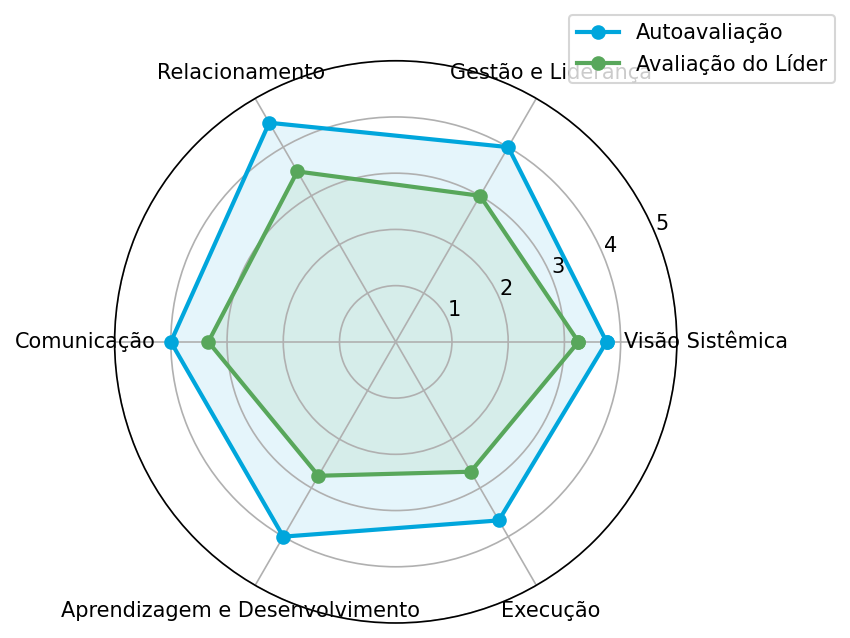 Autoavaliação
Avaliação do Líder
Relacionamento
Gestão e Liderança
5
4
3
2
1
Comunicação
Visão Sistêmica
Aprendizagem e Desenvolvimento
Execução